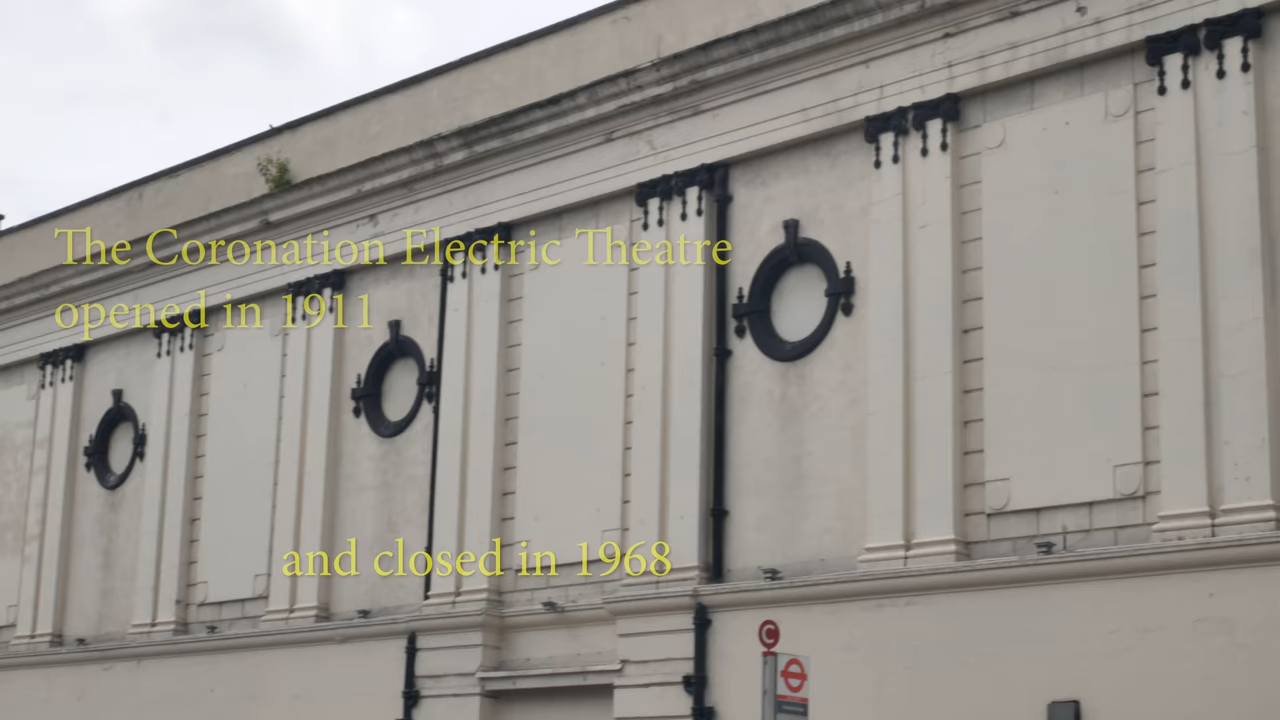 The Coronation Electric Theatre
opened in 1911
and closed in 1968
C